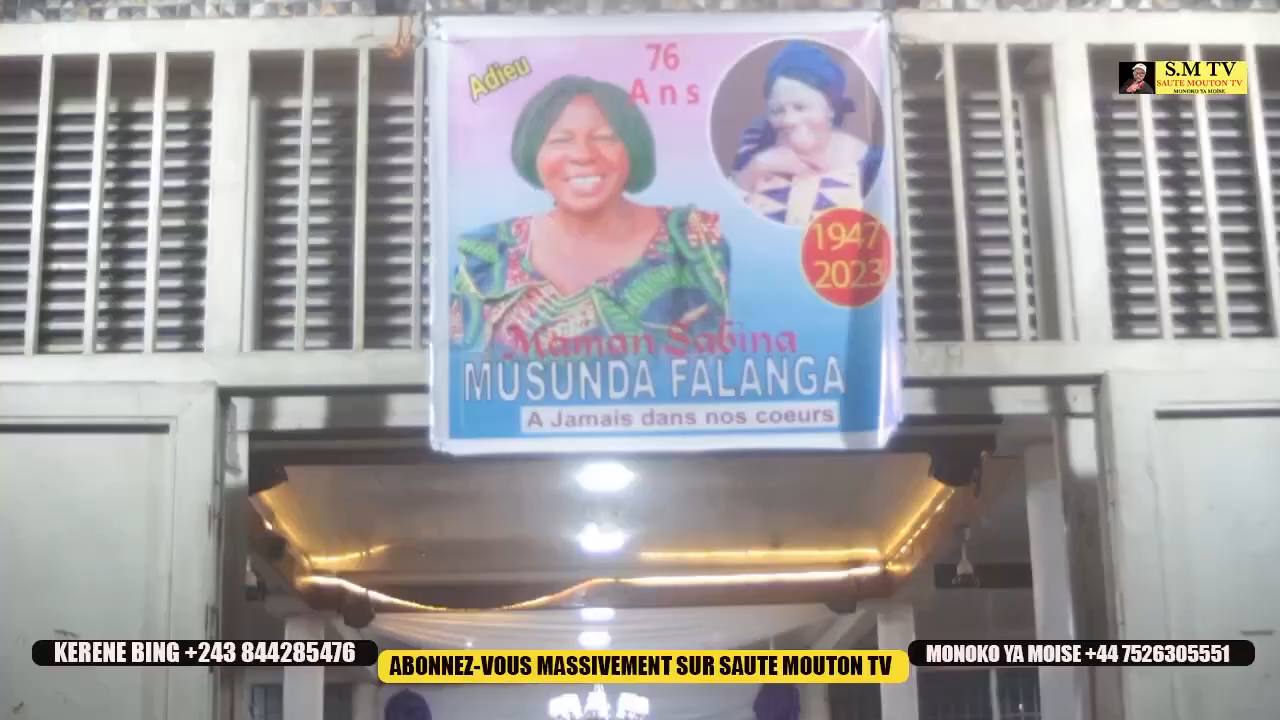 Adieu
76
Ans
1947
2023
Maman Sabina
MUSUNDA FALANGA
A Jamais dans nos coeurs
S.M TV
SAUTE MOUTON TV
MONOKO YA MOÏSE
KERENE BING +243 844285476
ABONNEZ-VOUS MASSIVEMENT SUR SAUTE MOUTON TV
MONOKO YA MOISE +44 7526305551